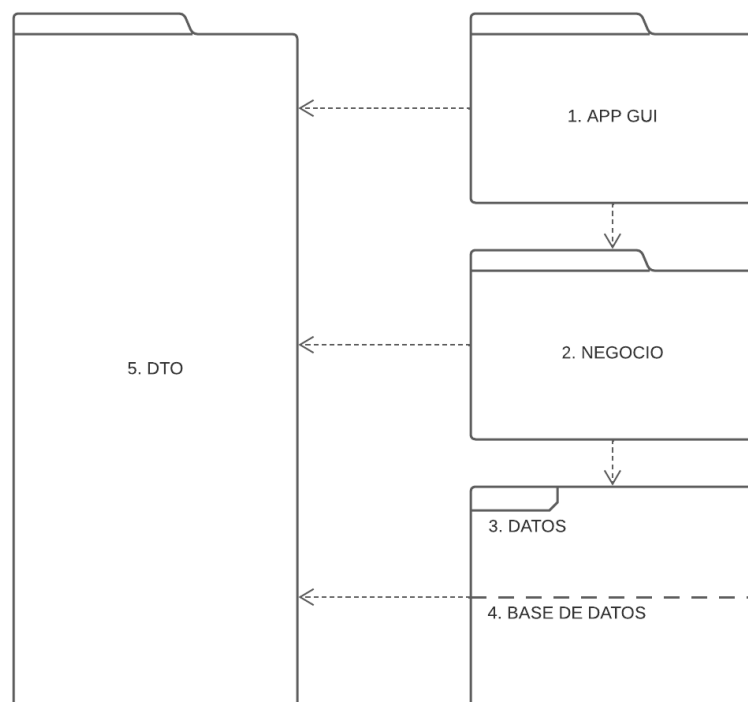 1. APP GUI
2. NEGOCIO
5. DTO
3. DATOS
4. BASE DE DATOS